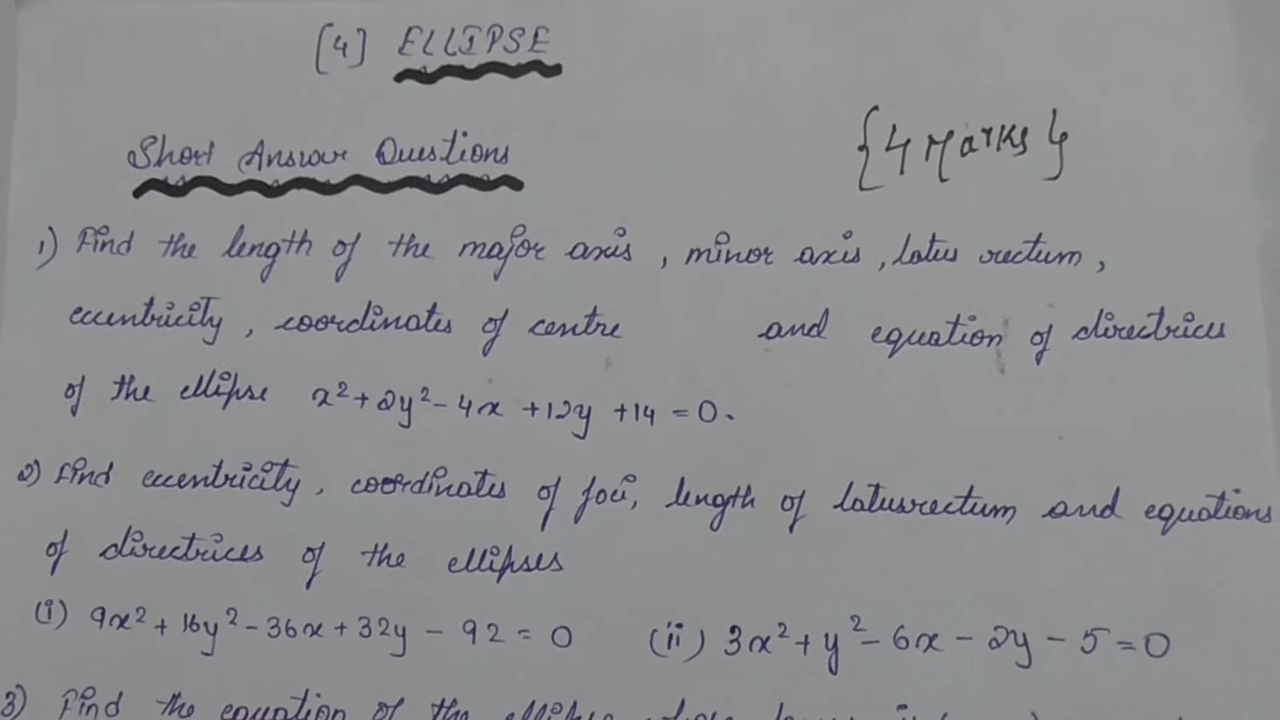 [4] ELLIPSE
Short Answer Questions
{4 Marks}
1) Find the length of the major axis, minor axis, latus rectum,
eccentricity, coordinates of centre and equation of directrices
of the ellipse x²+2y²-4x+12y+14=0.
2) Find eccentricity, coordinates of foci, length of latusrectum and equations
of directrices of the ellipses
(i) 9x²+16y²-36x+32y-92=0 (ii) 3x²+y²-6x-2y-5=0
3) Find the equation of the ellipse whose